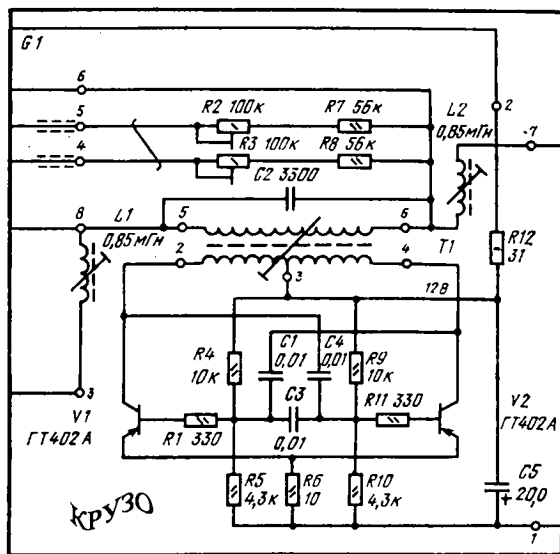 G1
6
5
4
R2 100к
R7 56к
R3 100к
R8 56к
C2 3300
L2
0,85мГн
2
7
8
L1
0,85мГн
5
6
2
4
T1
R12
31
3
12В
R4
10к
C1
0,01
C4
0,01
R9
10к
C3
0,01
R11 330
3
V1
ГТ402А
R1 330
V2
ГТ402А
R5
4,3к
R6
10
R10
4,3к
C5
+ 20,0
1
КРУЗО